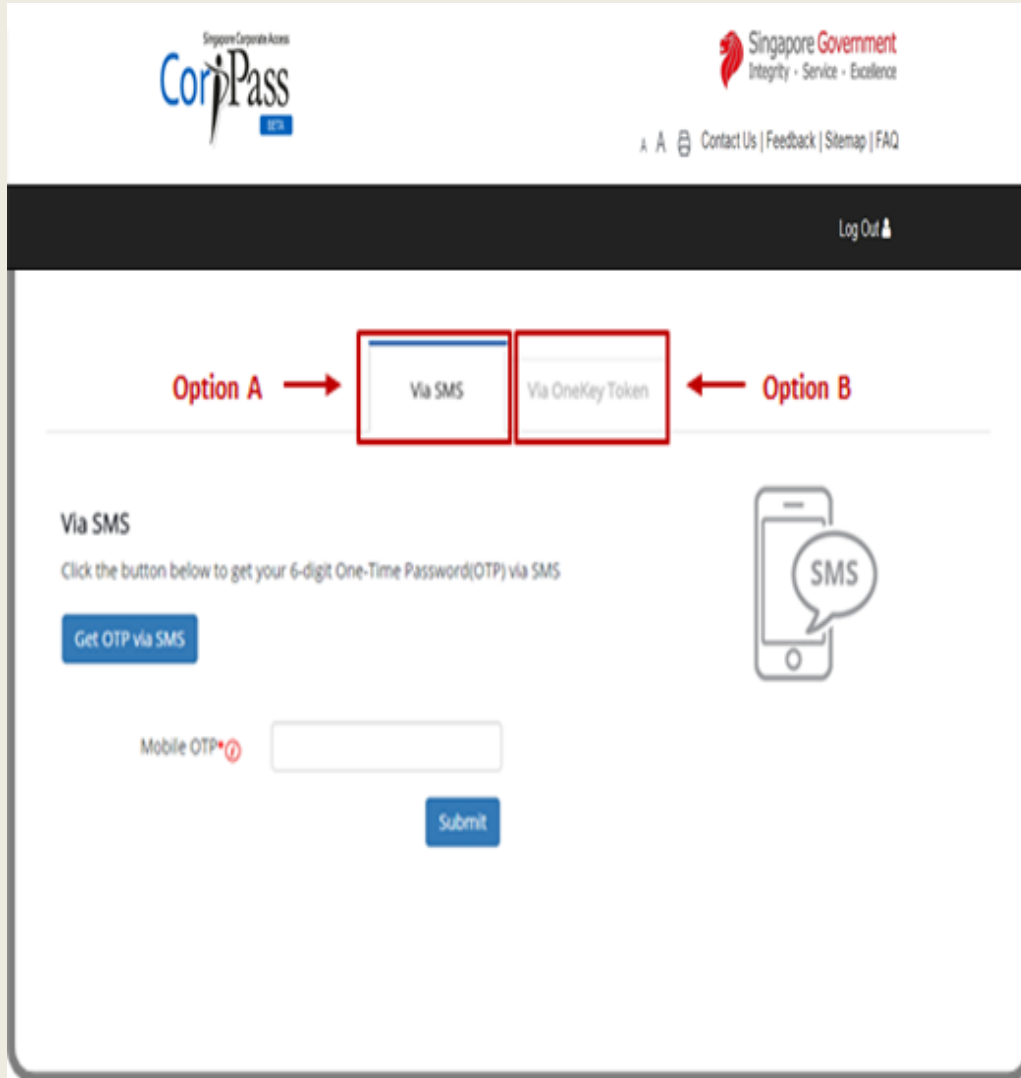 Singapore Corporate Access
CorpPass
BETA
Singapore Government
Integrity · Service · Excellence
A A Contact Us | Feedback | Sitemap | FAQ
Log Out
Option A
Via SMS
Via OneKey Token
Option B
Via SMS
Click the button below to get your 6-digit One-Time Password(OTP) via SMS
SMS
Get OTP via SMS
Mobile OTP*
Submit